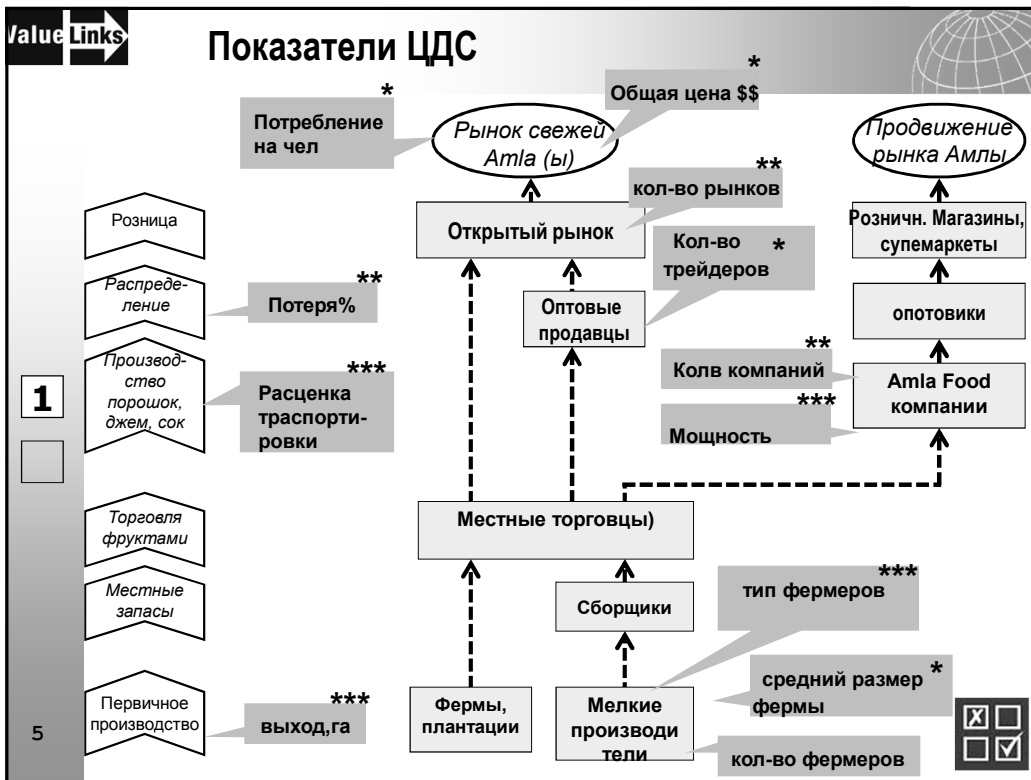 Value Links
Показатели ЦДС
*
Потребление
на чел
Рынок свежей
Amla (ы)
*
Общая цена $$
Продвижение
рынка Амлы
**
кол-во рынков
Розница
Открытый рынок
Розничн. Магазины,
супемаркеты
Кол-во *
трейдеров
Распреде-
ление
**
Потеря%
Оптовые
продавцы
опотовики
Производ-
ство
порошок,
джем, сок
***
Расценка
траспорти-
ровки
**
Колв компаний
***
Мощность
Amla Food
компании
1
Торговля
фруктами
Местные торговцы)
Местные
запасы
Сборщики
***
тип фермеров
*
средний размер
фермы
Первичное
производство
***
выход,га
Фермы,
плантации
Мелкие
производи
тели
кол-во фермеров
5